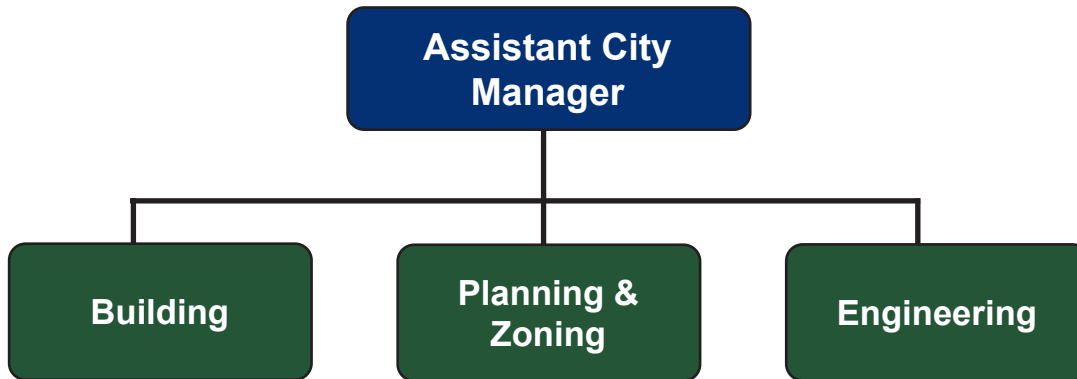 Assistant City
Manager
Building
Planning &
Zoning
Engineering